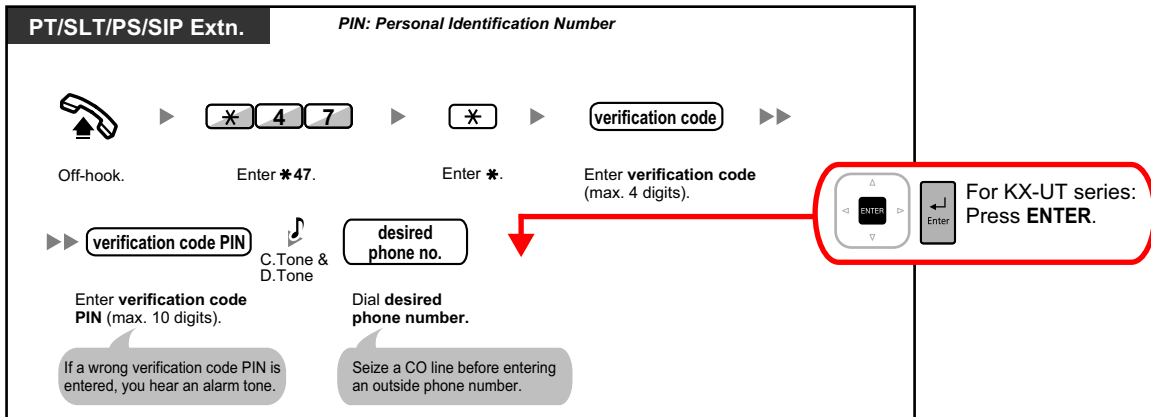 PT/SLT/PS/SIP Extn.
PIN: Personal Identification Number
✱ 4 7
✱
verification code
Off-hook.
Enter ✱47.
Enter ✱.
Enter verification code
(max. 4 digits).
ENTER
Enter
For KX-UT series:
Press ENTER.
verification code PIN
C.Tone &
D.Tone
desired
phone no.
Enter verification code
PIN (max. 10 digits).
Dial desired
phone number.
If a wrong verification code PIN is
entered, you hear an alarm tone.
Seize a CO line before entering
an outside phone number.